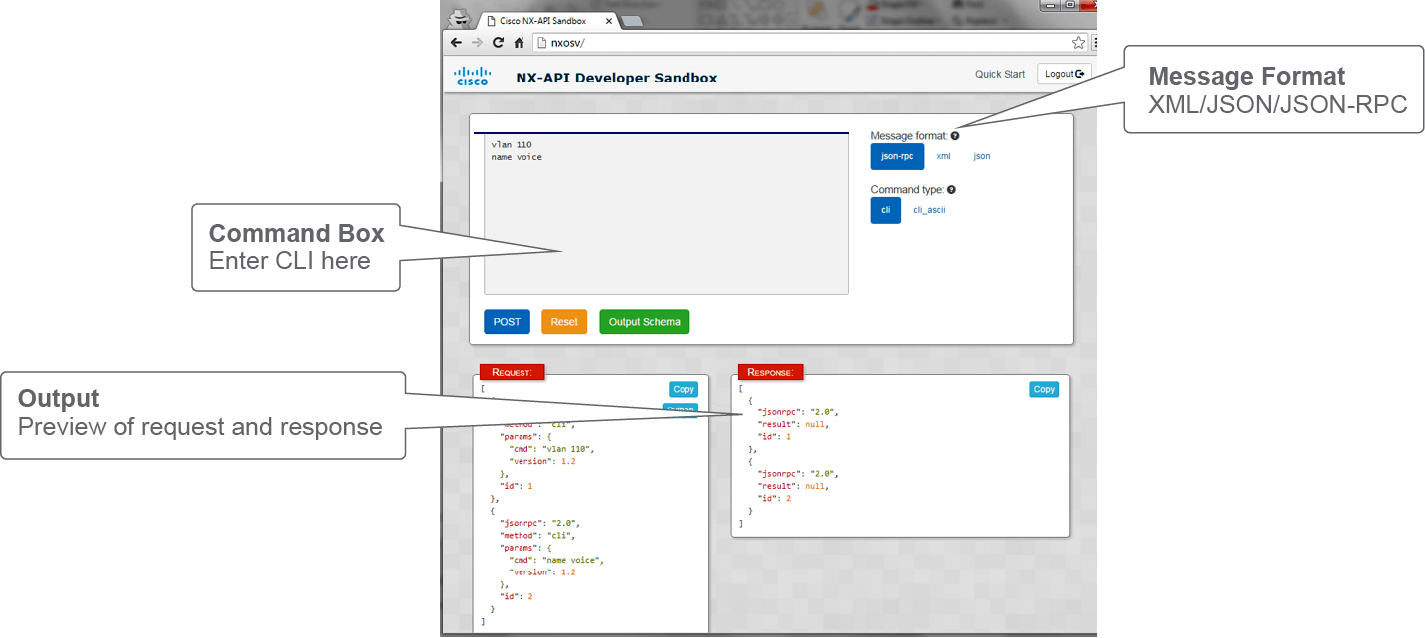 Cisco NX-API Sandbox
nxosv/
CISCO
NX-API Developer Sandbox
Quick Start
Logout
Message Format
XML/JSON/JSON-RPC
vlan 110
name voice
Message format:
json-rpc xml json
Command type:
cli cli_ascii
Command Box
Enter CLI here
POST Reset Output Schema
Output
Preview of request and response
REQUEST:
Copy
[
"method": "cli",
"params": {
"cmd": "vlan 110",
"version": 1.2
},
"id": 1
},
{
"jsonrpc": "2.0",
"method": "cli",
"params": {
"cmd": "name voice",
"version": 1.2
},
"id": 2
}
]
RESPONSE:
Copy
[
{
"jsonrpc": "2.0",
"result": null,
"id": 1
},
{
"jsonrpc": "2.0",
"result": null,
"id": 2
}
]